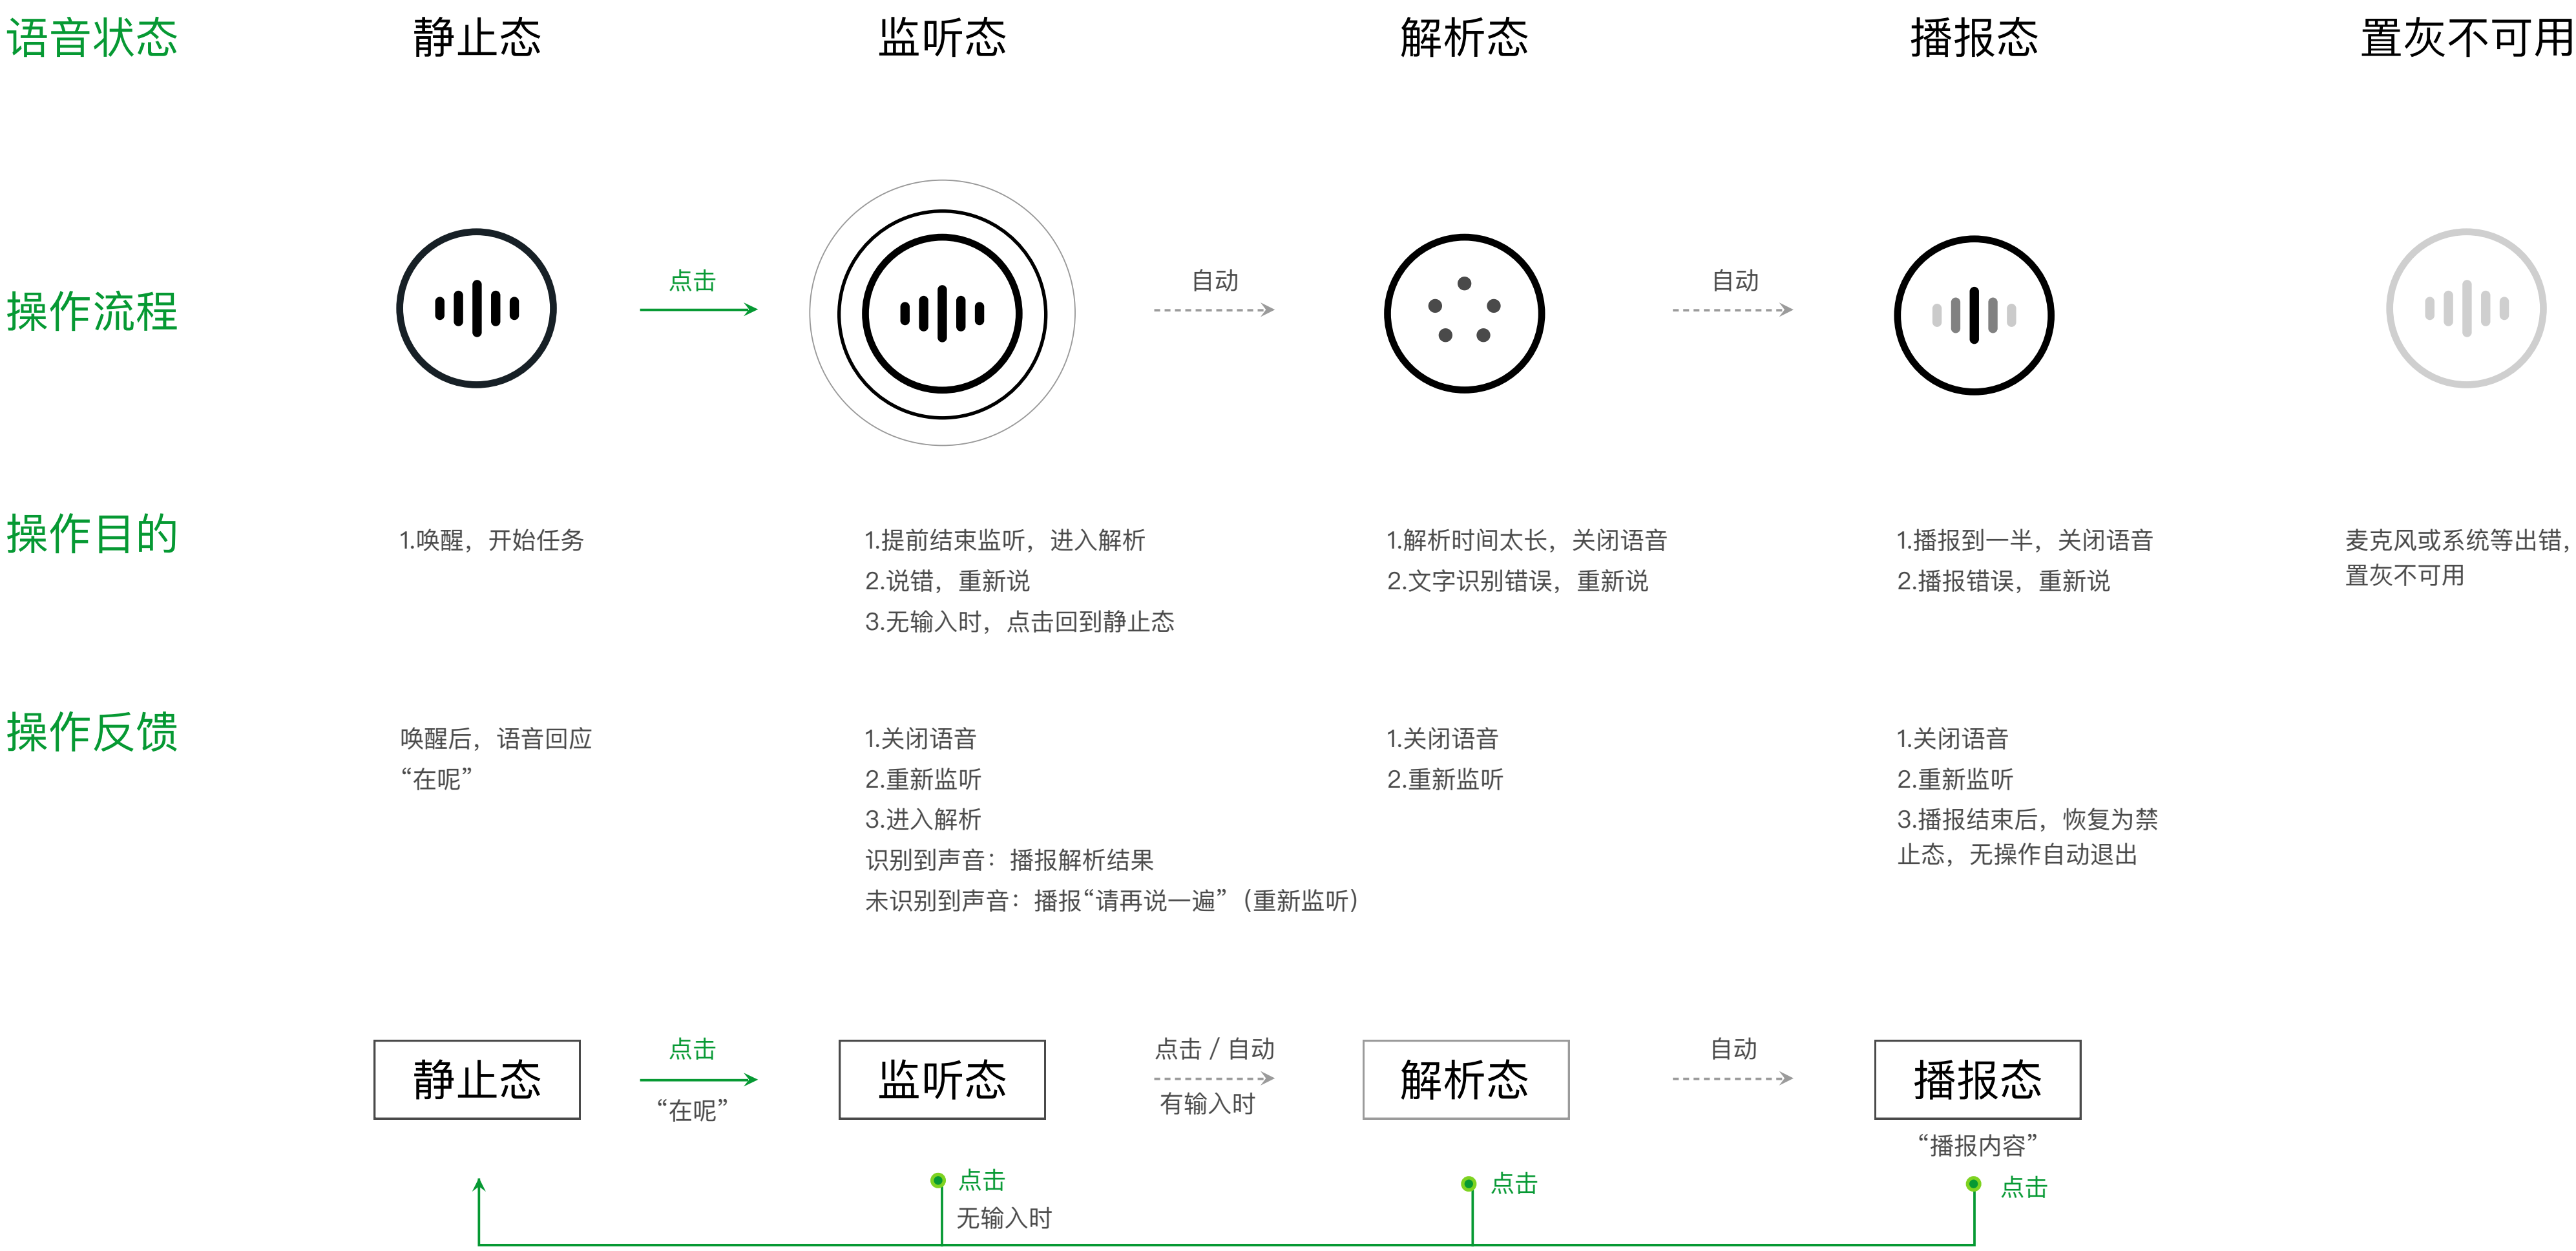 语音状态
静止态
监听态
解析态
播报态
置灰不可用
操作流程
点击
自动
自动
操作目的
1.唤醒，开始任务
1.提前结束监听，进入解析
2.说错，重新说
3.无输入时，点击回到静止态
1.解析时间太长，关闭语音
2.文字识别错误，重新说
1.播报到一半，关闭语音
2.播报错误，重新说
麦克风或系统等出错，
置灰不可用
操作反馈
唤醒后，语音回应
“在呢”
1.关闭语音
2.重新监听
3.进入解析
识别到声音：播报解析结果
未识别到声音：播报“请再说一遍”（重新监听）
1.关闭语音
2.重新监听
1.关闭语音
2.重新监听
3.播报结束后，恢复为禁
止态，无操作自动退出
静止态
点击
“在呢”
监听态
点击 / 自动
有输入时
解析态
自动
播报态
“播报内容”
点击
无输入时
点击
点击